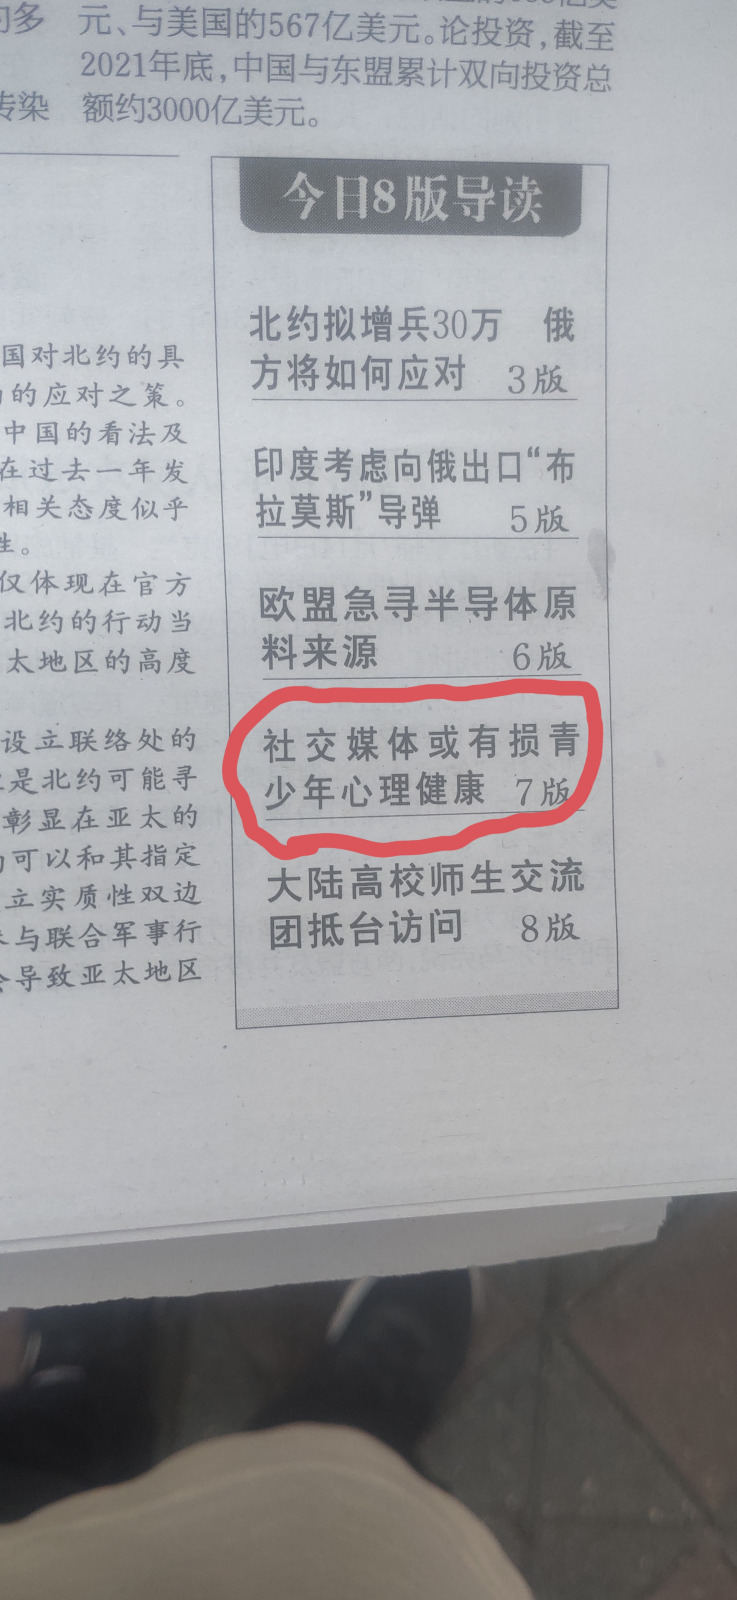 元、与美国的567亿美元。论投资,截至
2021年底,中国与东盟累计双向投资总
传染
额约3000亿美元。
国对北约的具
的应对之策。
中国的看法及
在过去一年发
相关态度似乎
性。
仅体现在官方
北约的行动当
太地区的高度
设立联络处的
是北约可能寻
彰显在亚太的
可以和其指定
立实质性双边
与联合军事行
会导致亚太地区
今日8版导读
北约拟增兵30万 俄
方将如何应对 3版
印度考虑向俄出口“布
拉莫斯”导弹 5版
欧盟急寻半导体原
料来源 6版
社交媒体或有损青
少年心理健康 7版
大陆高校师生交流
团抵台访问 8版